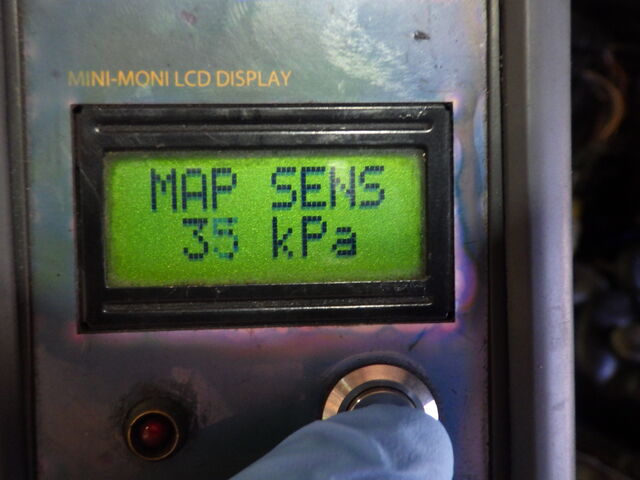 MINI-MONI LCD DISPLAY
MAP SENS
35 kPa